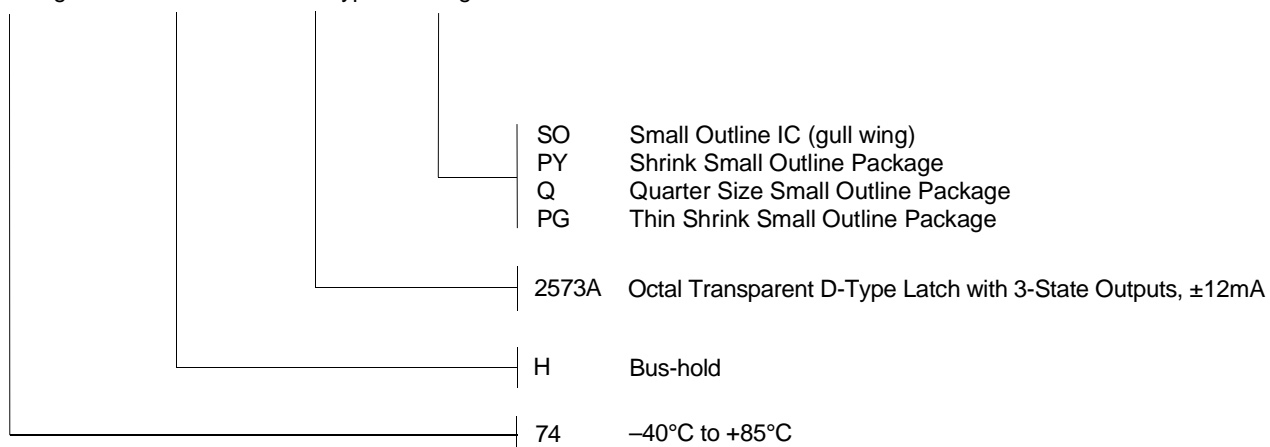 SO Small Outline IC (gull wing)
PY Shrink Small Outline Package
Q Quarter Size Small Outline Package
PG Thin Shrink Small Outline Package
2573A Octal Transparent D-Type Latch with 3-State Outputs, ±12mA
H Bus-hold
74 –40°C to +85°C